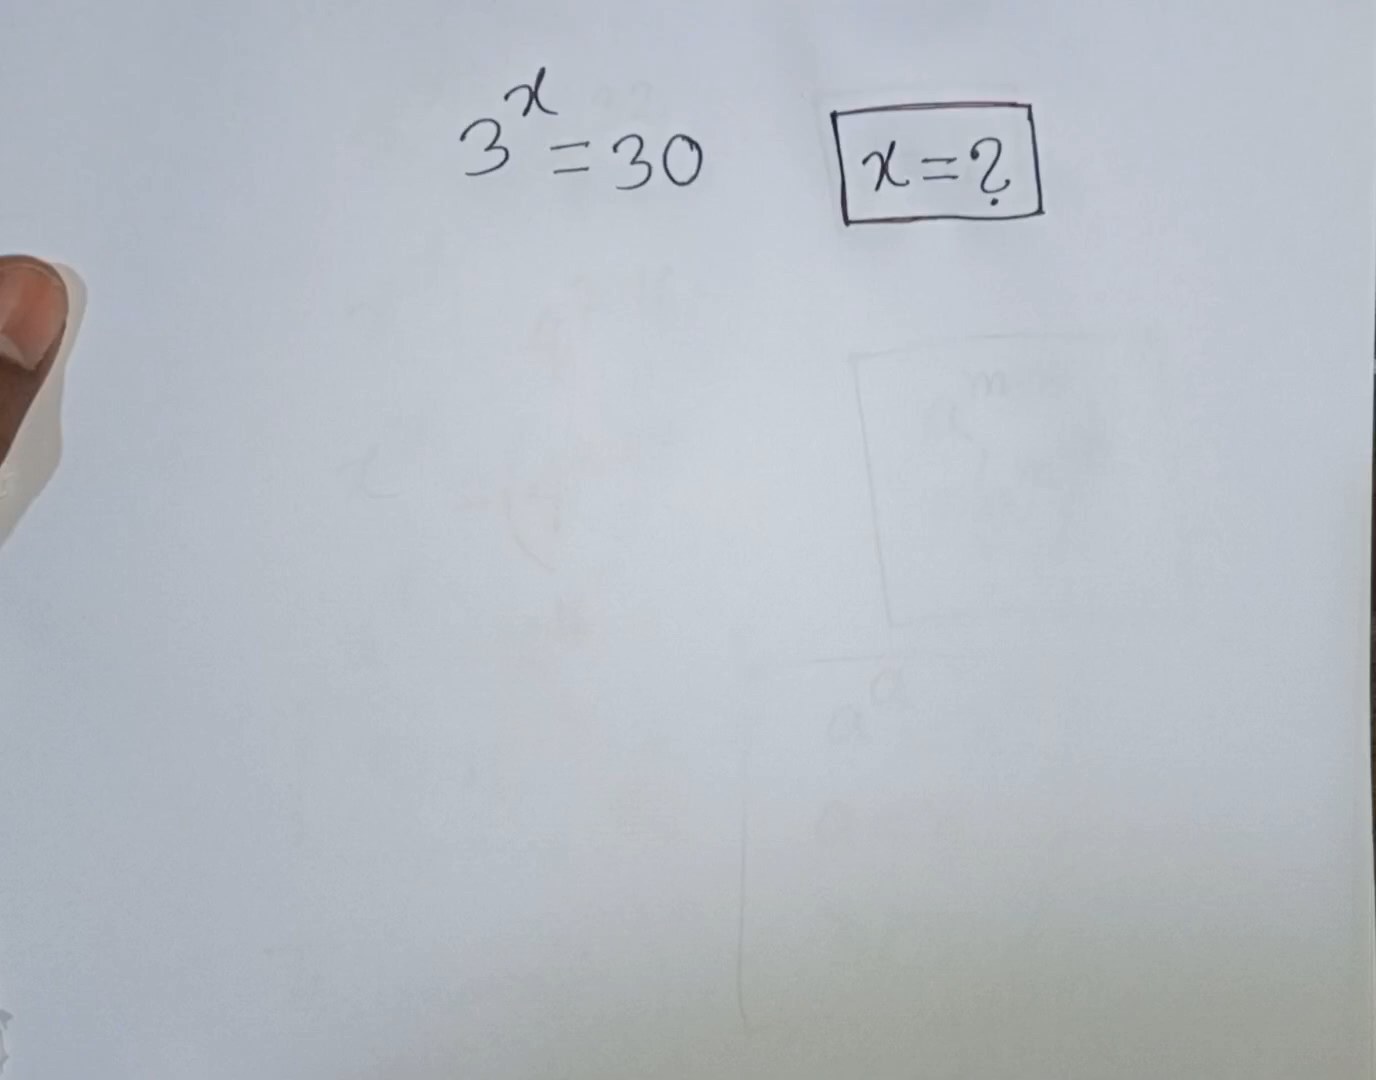 3^x = 30
x = ?